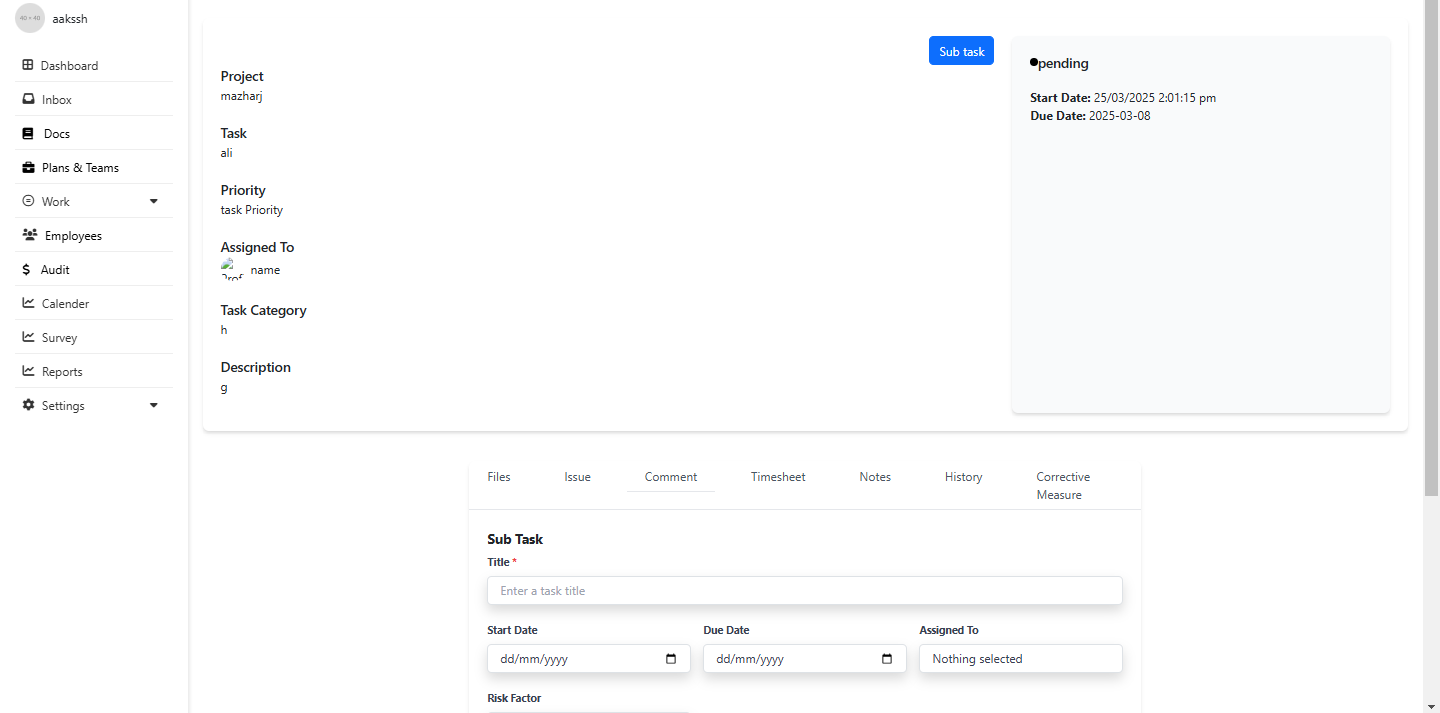 40 × 40
aakssh
Dashboard
Inbox
Docs
Plans & Teams
Work
Employees
Audit
Calender
Survey
Reports
Settings
Sub task
Project
mazharj
Task
ali
Priority
task Priority
Assigned To
Prof
name
Task Category
h
Description
g
pending
Start Date: 25/03/2025 2:01:15 pm
Due Date: 2025-03-08
Files
Issue
Comment
Timesheet
Notes
History
Corrective
Measure
Sub Task
Title *
Enter a task title
Start Date
Due Date
Assigned To
dd/mm/yyyy
dd/mm/yyyy
Nothing selected
Risk Factor